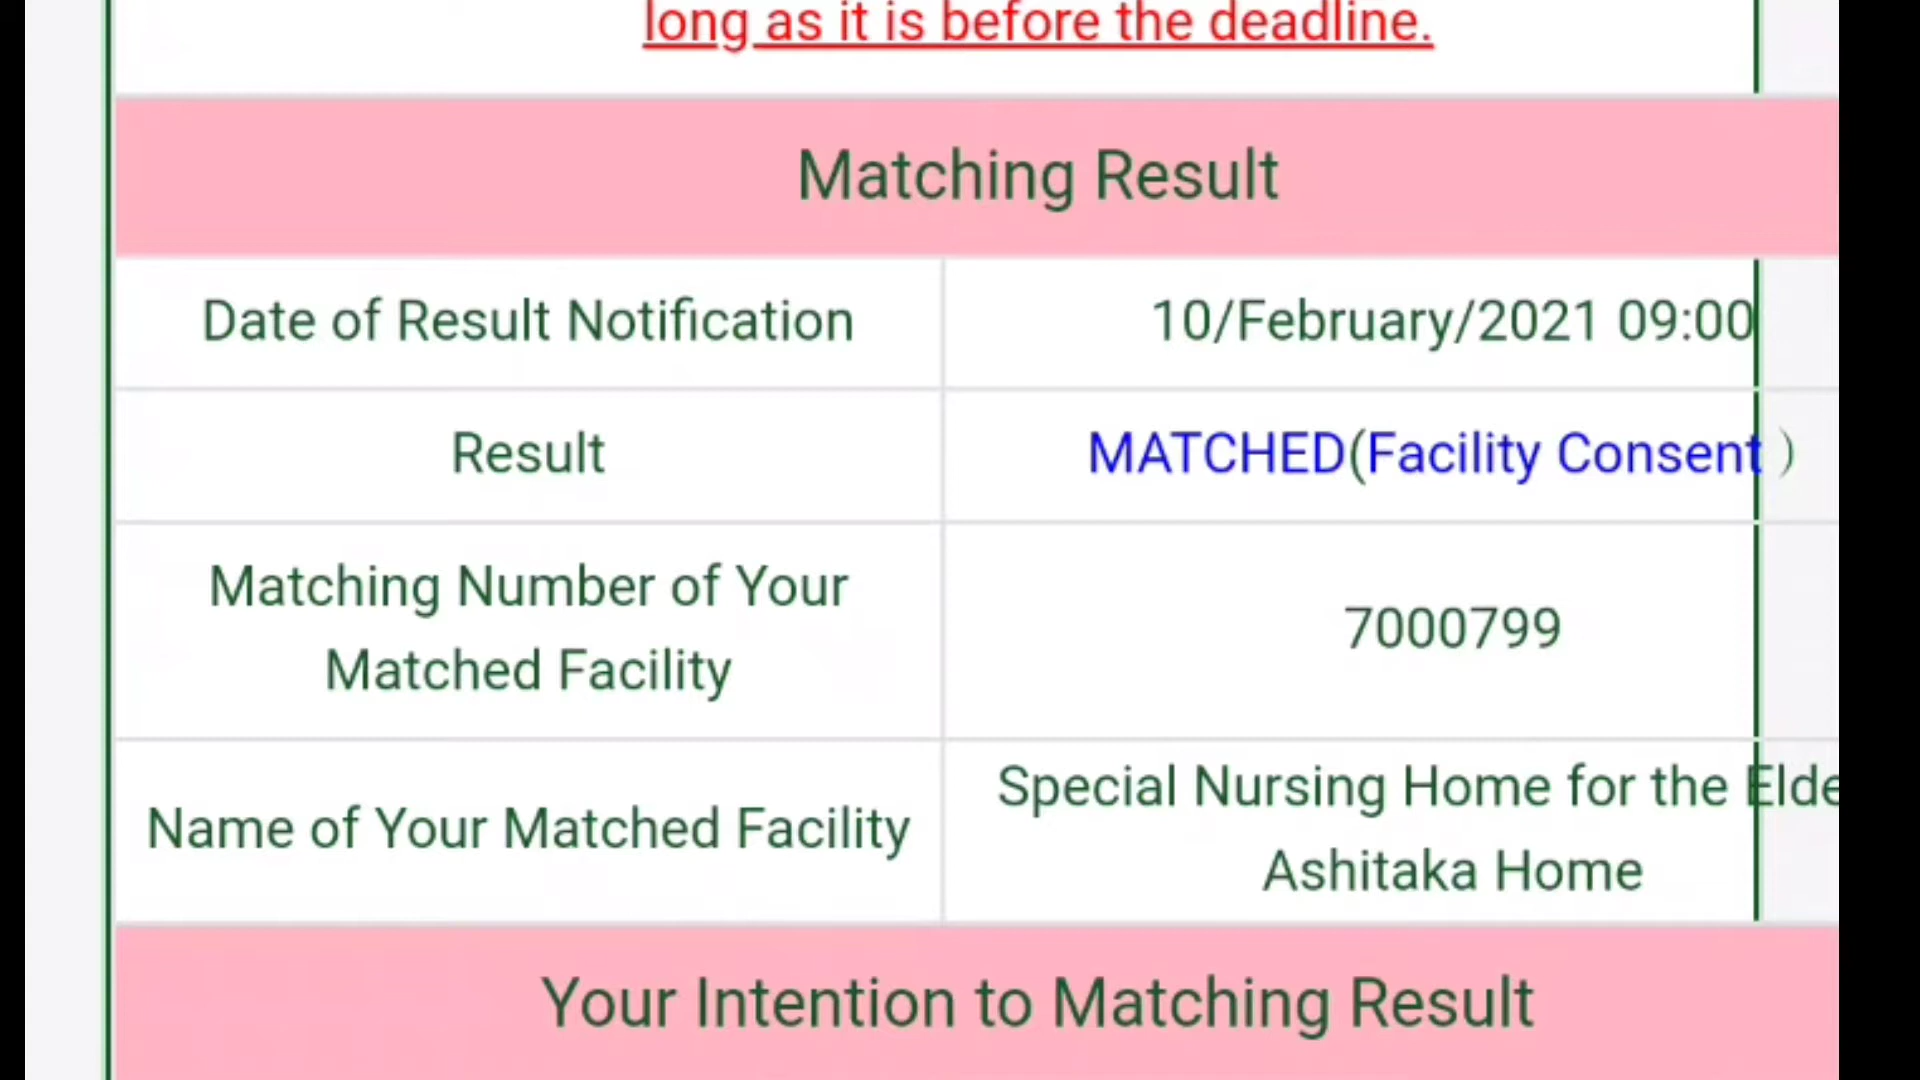 long as it is before the deadline.
Matching Result
Date of Result Notification
10/February/2021 09:00
Result
MATCHED(Facility Consent )
Matching Number of Your
Matched Facility
7000799
Name of Your Matched Facility
Special Nursing Home for the Elde
Ashitaka Home
Your Intention to Matching Result